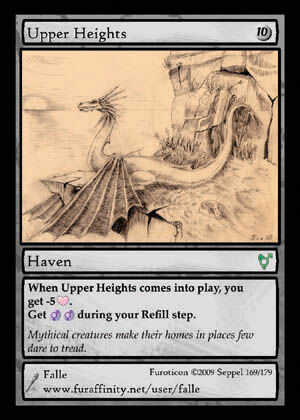 Upper Heights 10
Haven
When Upper Heights comes into play, you
get -5.
Get during your Refill step.
Mythical creatures make their homes in places few
dare to tread.
Falle Furoticon ©2009 Seppel 169/179
www.furaffinity.net/user/falle